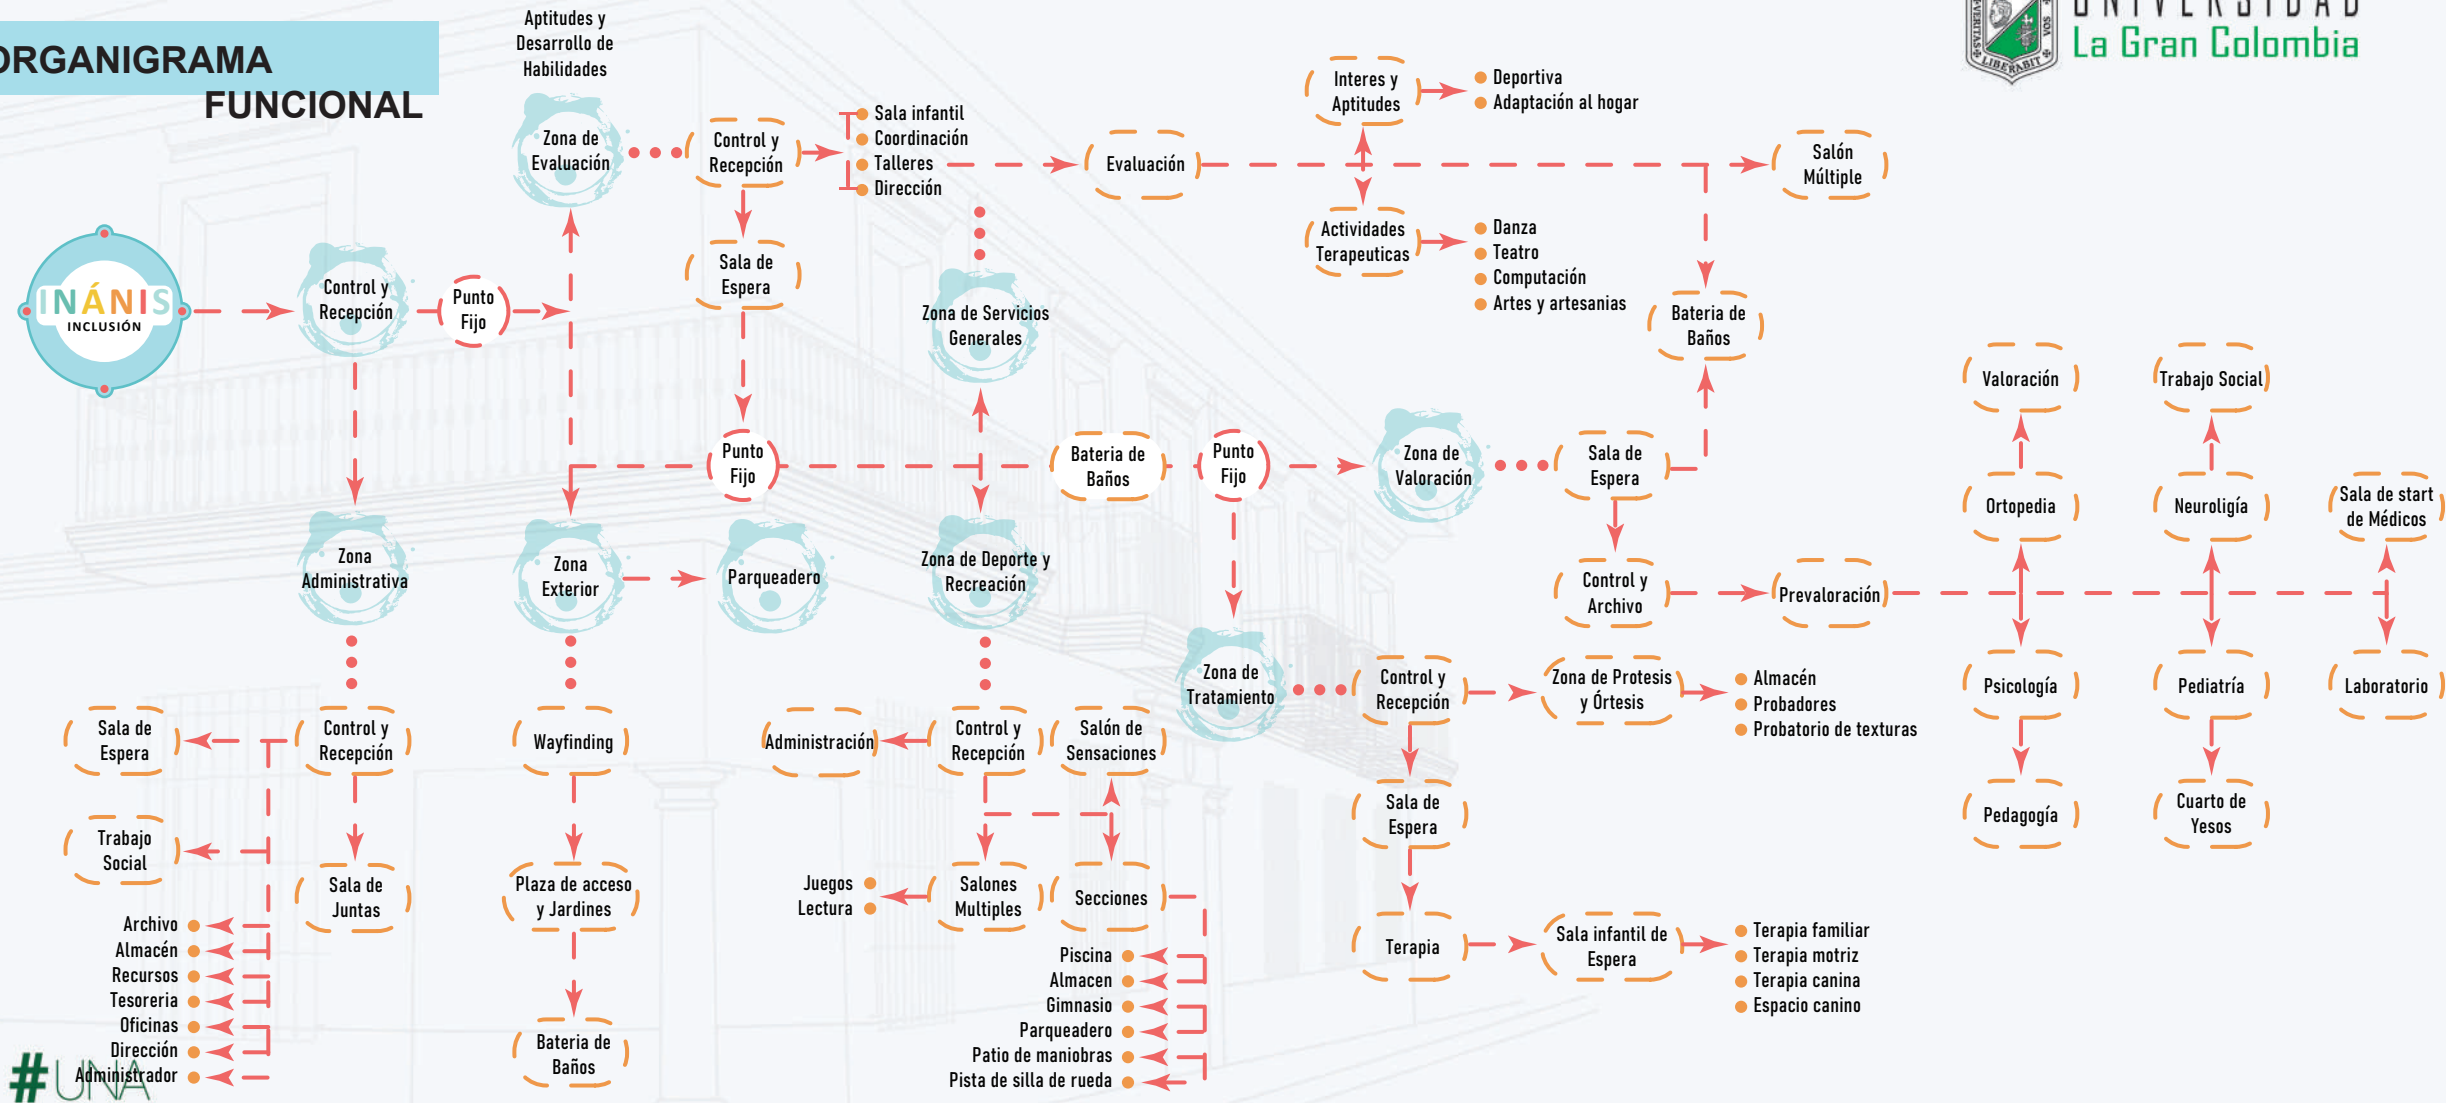 ORGANIGRAMA
FUNCIONAL
UNIVERSIDAD
La Gran Colombia
VERITAS
VOS
LIBERABIT
INÁNIS
INCLUSIÓN
Control y
Recepción
Punto
Fijo
Aptitudes y
Desarrollo de
Habilidades
Zona de
Evaluación
Control y
Recepción
Sala infantil
Coordinación
Talleres
Dirección
Evaluación
Interes y
Aptitudes
Deportiva
Adaptación al hogar
Actividades
Terapeuticas
Danza
Teatro
Computación
Artes y artesanias
Salón
Múltiple
Bateria de
Baños
Sala de
Espera
Punto
Fijo
Zona de Servicios
Generales
Bateria de
Baños
Punto
Fijo
Zona de
Valoración
Sala de
Espera
Control y
Archivo
Prevaloración
Valoración
Trabajo Social
Ortopedia
Neuroligía
Sala de start
de Médicos
Psicología
Pediatría
Laboratorio
Pedagogía
Cuarto de
Yesos
Zona
Administrativa
Zona
Exterior
Parqueadero
Zona de Deporte y
Recreación
Zona de
Tratamiento
Control y
Recepción
Zona de Protesis
y Órtesis
Almacén
Probadores
Probatorio de texturas
Sala de
Espera
Terapia
Sala infantil de
Espera
Terapia familiar
Terapia motriz
Terapia canina
Espacio canino
Sala de
Espera
Control y
Recepción
Trabajo
Social
Sala de
Juntas
Archivo
Almacén
Recursos
Tesoreria
Oficinas
Dirección
Administrador
Wayfinding
Plaza de acceso
y Jardines
Bateria de
Baños
Administración
Control y
Recepción
Salón de
Sensaciones
Juegos
Lectura
Salones
Multiples
Secciones
Piscina
Almacen
Gimnasio
Parqueadero
Patio de maniobras
Pista de silla de rueda
#UNA